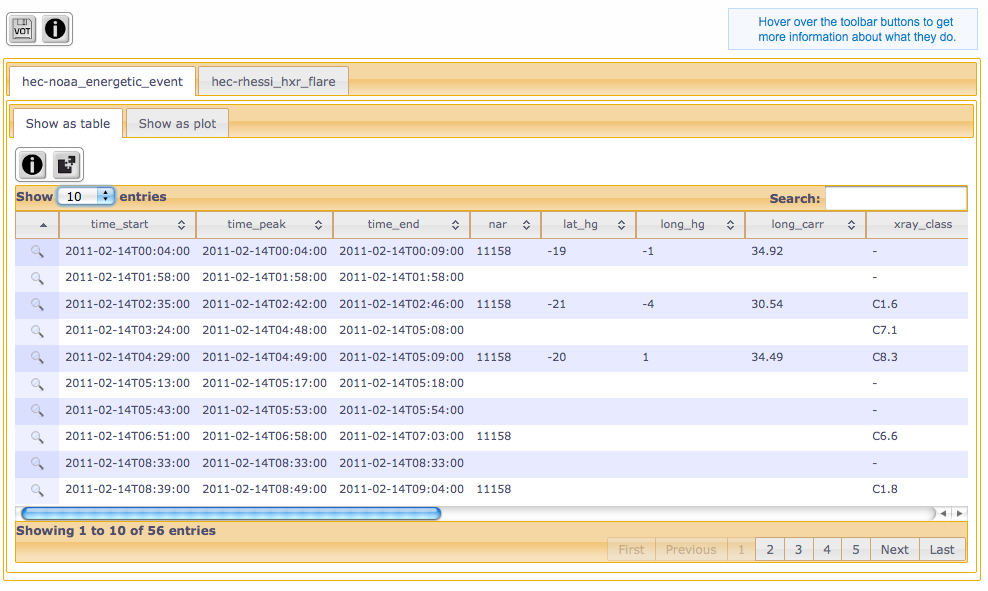 VOT
Hover over the toolbar buttons to get
more information about what they do.
hec-noaa_energetic_event hec-rhessi_hxr_flare
Show as table Show as plot
Show 10 entries Search:
time_start time_peak time_end nar lat_hg long_hg long_carr xray_class
2011-02-14T00:04:00 2011-02-14T00:04:00 2011-02-14T00:09:00 11158 -19 -1 34.92 -
2011-02-14T01:58:00 2011-02-14T01:58:00 2011-02-14T01:58:00 -
2011-02-14T02:35:00 2011-02-14T02:42:00 2011-02-14T02:46:00 11158 -21 -4 30.54 C1.6
2011-02-14T03:24:00 2011-02-14T04:48:00 2011-02-14T05:08:00 C7.1
2011-02-14T04:29:00 2011-02-14T04:49:00 2011-02-14T05:09:00 11158 -20 1 34.49 C8.3
2011-02-14T05:13:00 2011-02-14T05:17:00 2011-02-14T05:18:00 -
2011-02-14T05:43:00 2011-02-14T05:53:00 2011-02-14T05:54:00 -
2011-02-14T06:51:00 2011-02-14T06:58:00 2011-02-14T07:03:00 11158 C6.6
2011-02-14T08:33:00 2011-02-14T08:33:00 2011-02-14T08:33:00 -
2011-02-14T08:39:00 2011-02-14T08:49:00 2011-02-14T09:04:00 11158 C1.8
Showing 1 to 10 of 56 entries
First Previous 1 2 3 4 5 Next Last